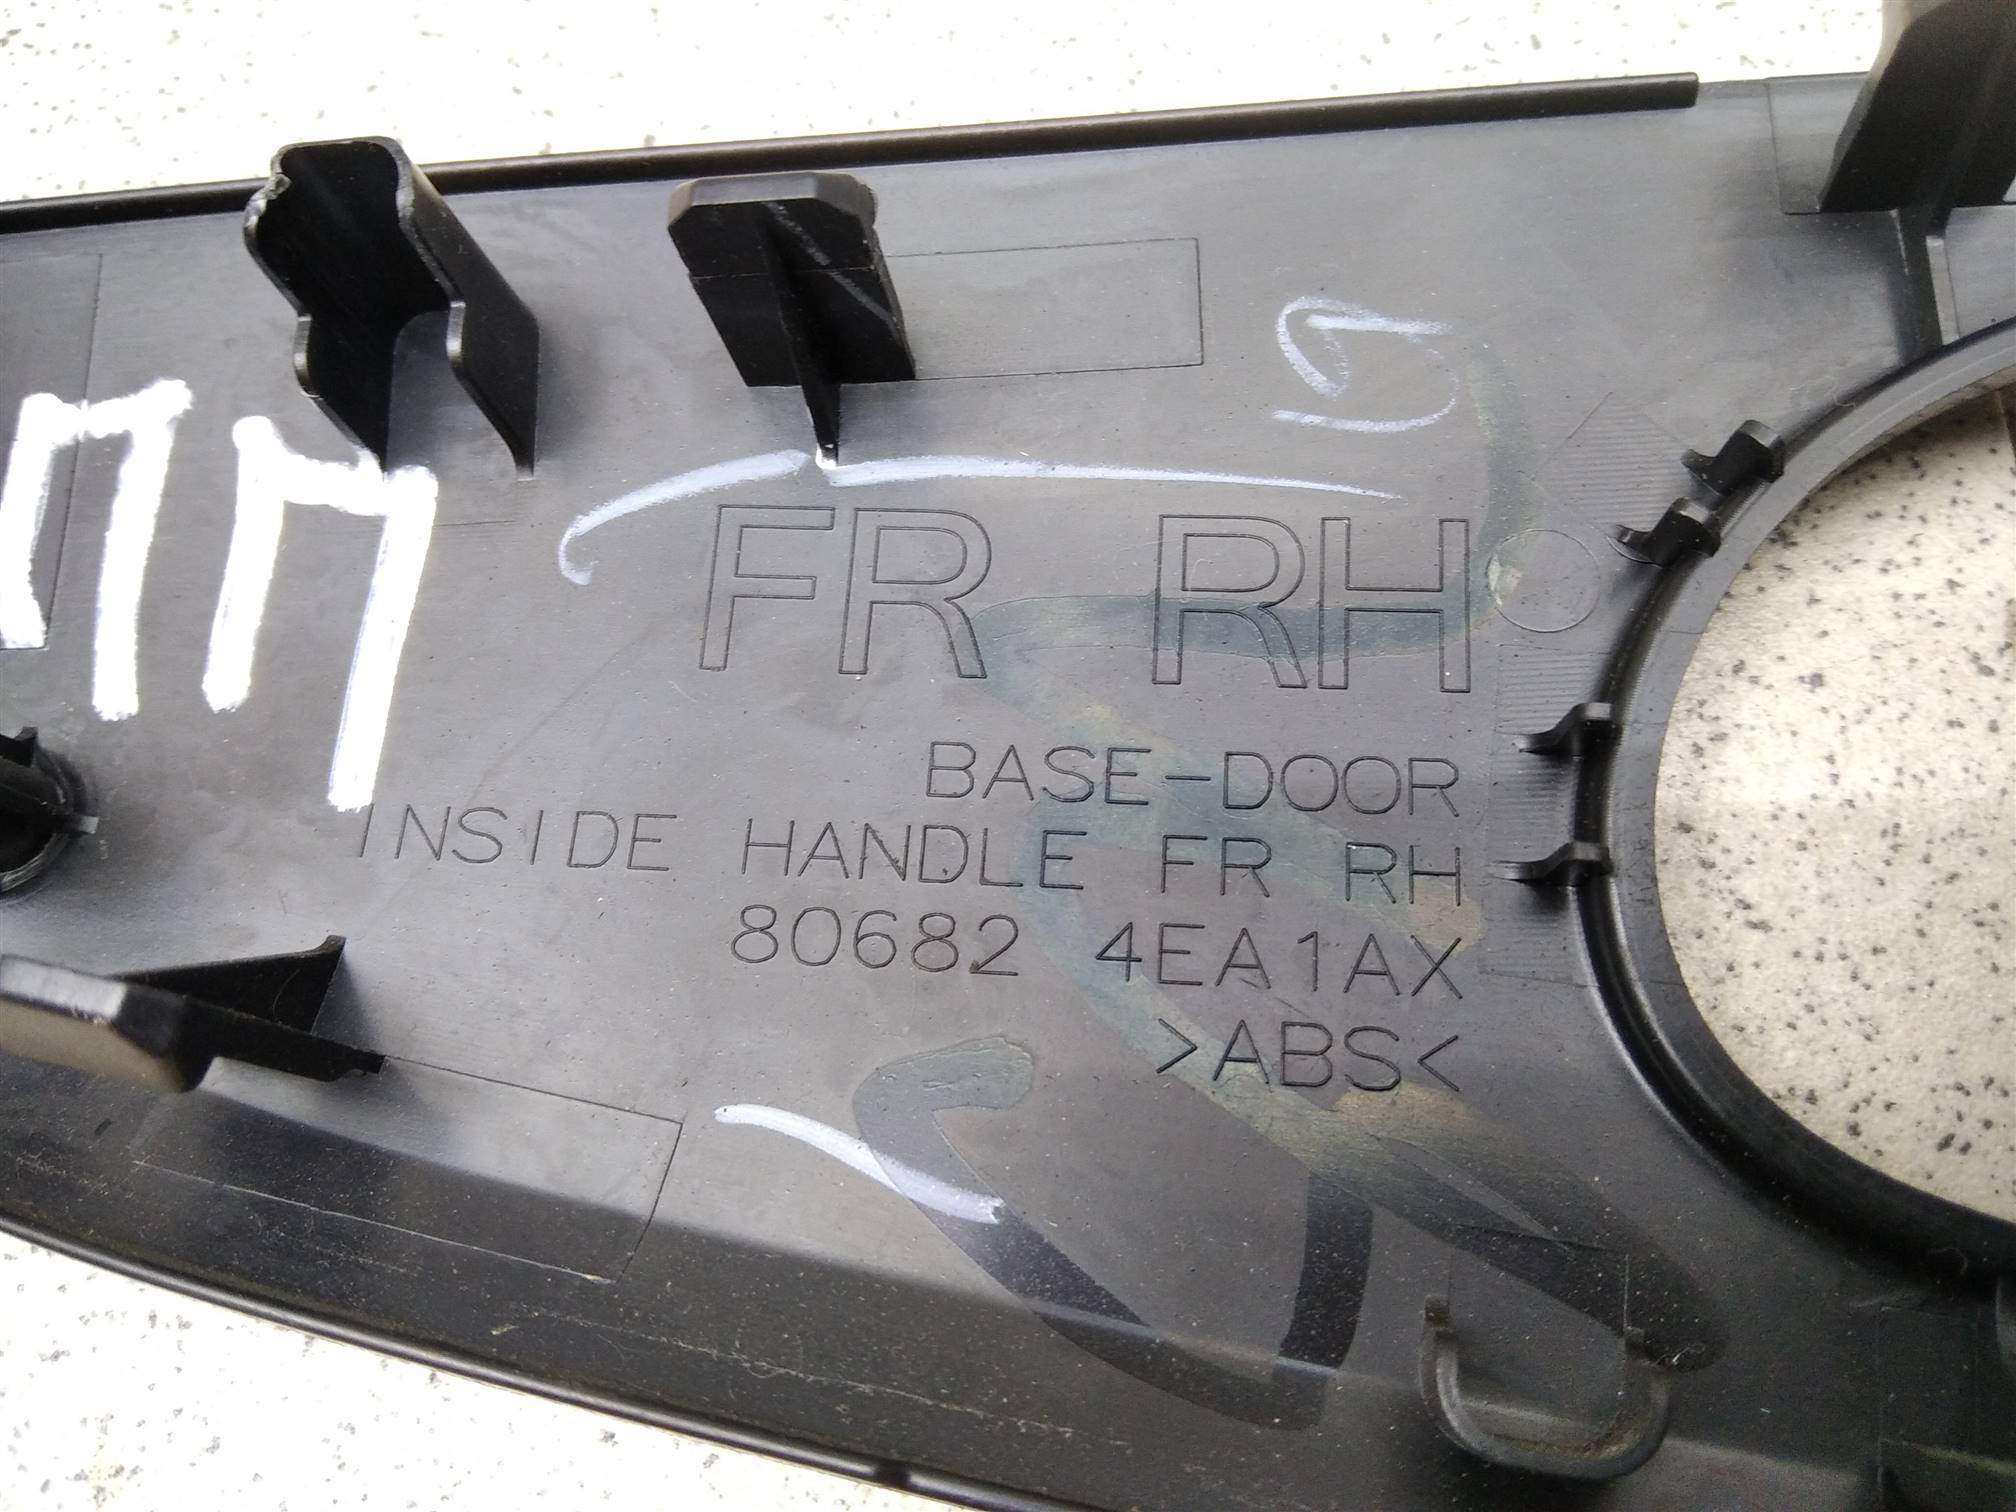 FR RH
BASE-DOOR
INSIDE HANDLE FR RH
80682 4EA1AX
>ABS<